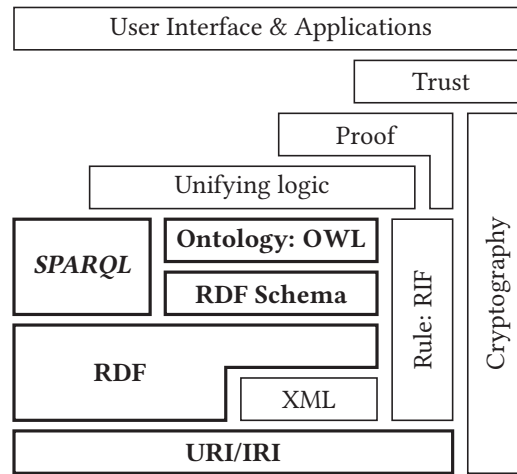 User Interface & Applications
Trust
Proof
Unifying logic
Ontology: OWL
SPARQL
RDF Schema
Rule: RIF
Cryptography
RDF
XML
URI/IRI